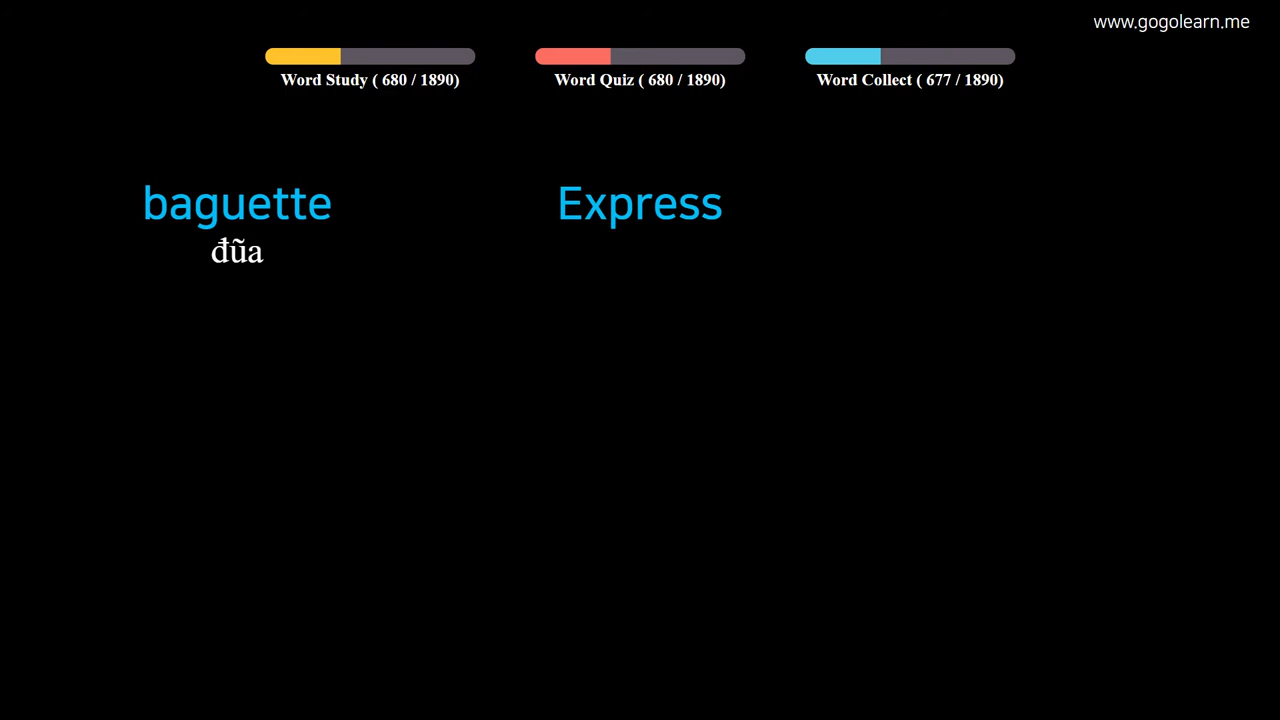 www.gogolearn.me
Word Study ( 680 / 1890)
Word Quiz ( 680 / 1890)
Word Collect ( 677 / 1890)
baguette
đũa
Express